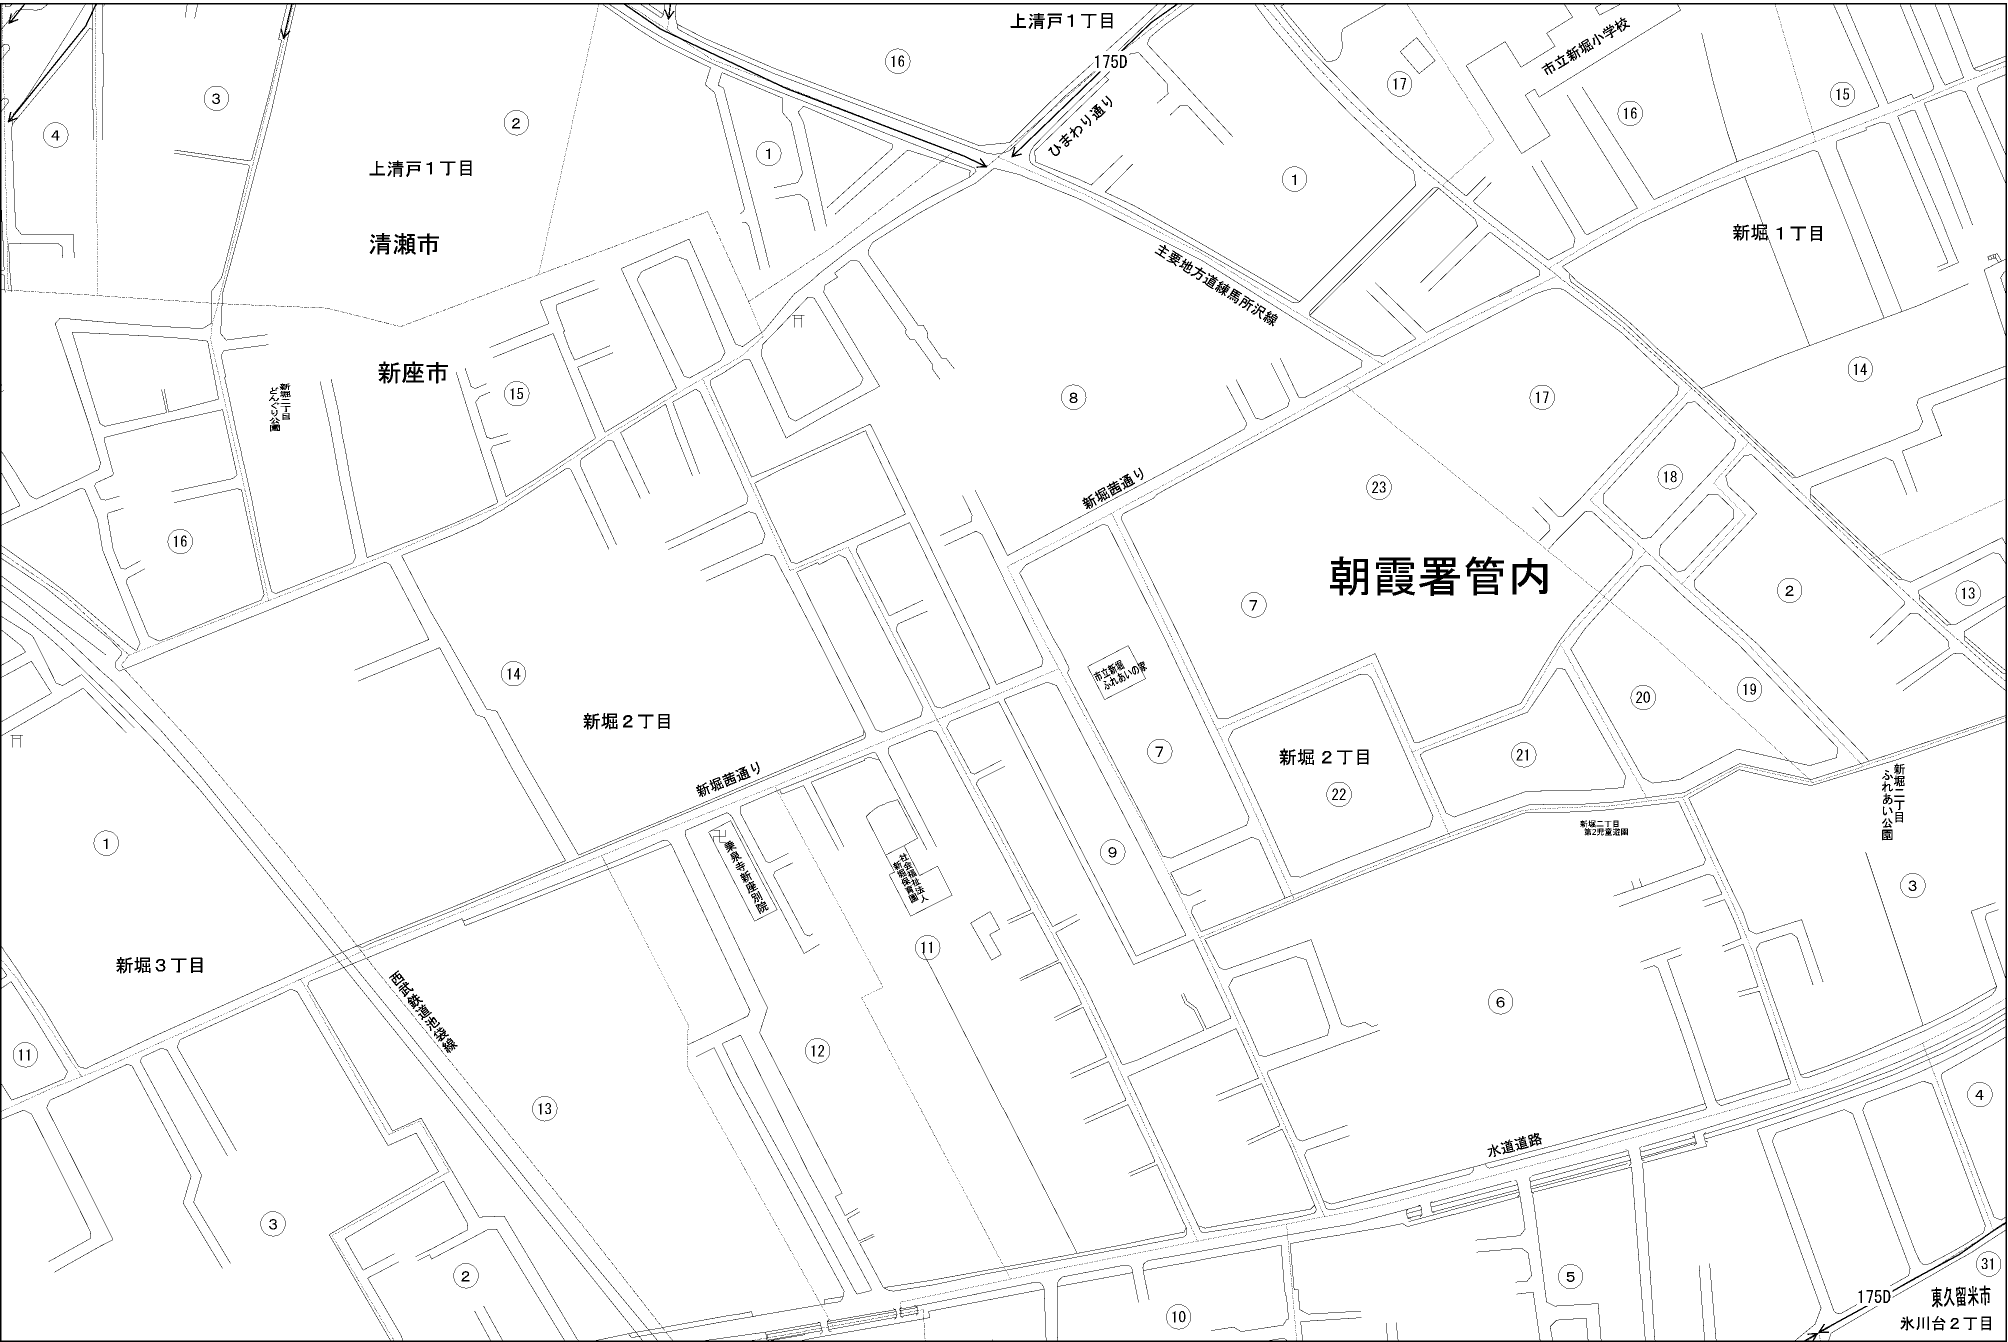 上清戸１丁目
16
175D
ひまわり通り
17
市立新堀小学校
16
15
3
4
2
1
上清戸１丁目
清瀬市
1
新堀１丁目
主要地方道練馬所沢線
新座市
新堀二丁目
どんぐり公園
15
8
17
14
新堀茜通り
23
18
16
朝霞署管内
7
2
13
14
市立新堀
ふれあいの家
新堀２丁目
20
19
7
新堀２丁目
21
22
新堀茜通り
新堀二丁目
ふれあい公園
新堀二丁目
第2児童遊園
1
乗泉寺新座別院
社会福祉法人
新堀保育園
9
3
11
新堀３丁目
西武鉄道池袋線
6
11
12
13
4
水道道路
3
2
5
10
31
175D
東久留米市
氷川台２丁目